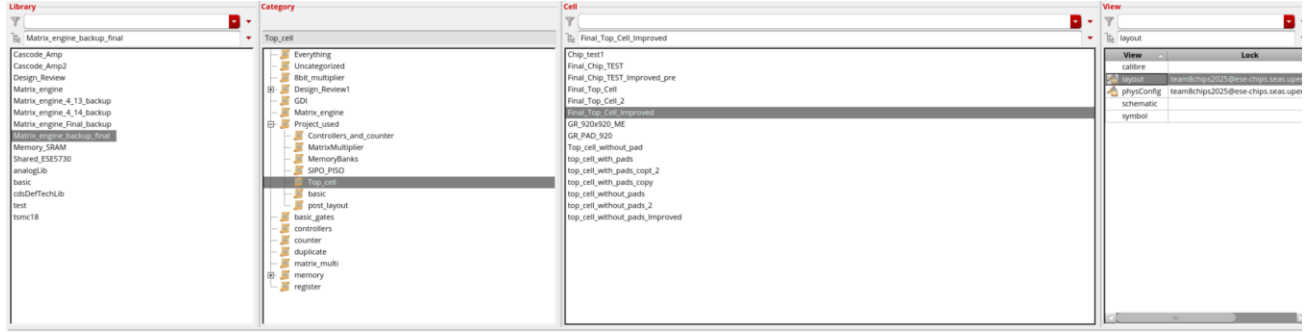 Library
Matrix_engine_backup_final
Cascode_Amp
Cascode_Amp2
Design_Review
Matrix_engine
Matrix_engine_4_13_backup
Matrix_engine_4_14_backup
Matrix_engine_Final_backup
Matrix_engine_backup_final
Memory_SRAM
Shared_ESES730
analogLib
basic
cdsDefTechLib
test
tsmc18
Category
Top_cell
Everything
Uncategorized
8bit_multiplier
Design_Review1
GDI
Matrix_engine
Project_used
Controllers_and_counter
MatrixMultiplier
MemoryBanks
SIPO_PISO
Top_cell
basic
post_layout
basic_gates
controllers
counter
duplicate
matrix_multi
memory
register
Cell
Final_Top_Cell_Improved
Chip_test1
Final_Chip_TEST
Final_Chip_TEST_Improved_pre
Final_Top_Cell
Final_Top_Cell_2
Final_Top_Cell_Improved
GR_920x920_ME
GR_PAD_920
Top_cell_without_pad
top_cell_with_pads
top_cell_with_pads_copt_2
top_cell_with_pads_copy
top_cell_without_pads
top_cell_without_pads_2
top_cell_without_pads_Improved
View
layout
View Lock
calibre
layout team8chips2025@ese-chips.seas.uper
physConfig team8chips2025@ese-chips.seas.uper
schematic
symbol